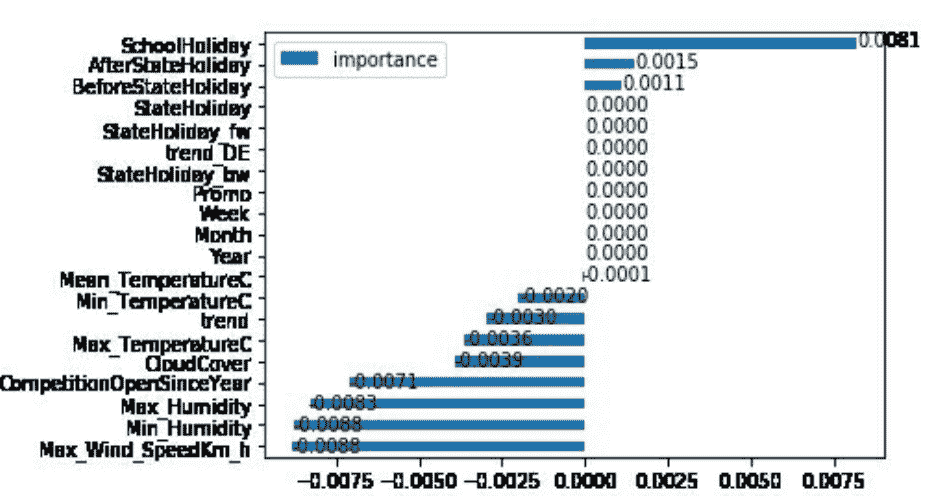 SchoolHoliday 0.0081
AfterStateHoliday 0.0015
BeforeStateHoliday 0.0011
StateHoliday 0.0000
StateHoliday_fw 0.0000
trend_DE 0.0000
StateHoliday_bw 0.0000
Promo 0.0000
Week 0.0000
Month 0.0000
Year 0.0000
Mean_TemperatureC -0.0001
Min_TemperatureC -0.0020
trend -0.0030
Max_TemperatureC -0.0036
CloudCover -0.0039
CompetitionOpenSinceYear -0.0071
Max_Humidity -0.0083
Min_Humidity -0.0088
Max_Wind_SpeedKm_h -0.0088
importance
−0.0075 −0.0050 −0.0025 0.0000 0.0025 0.0050 0.0075